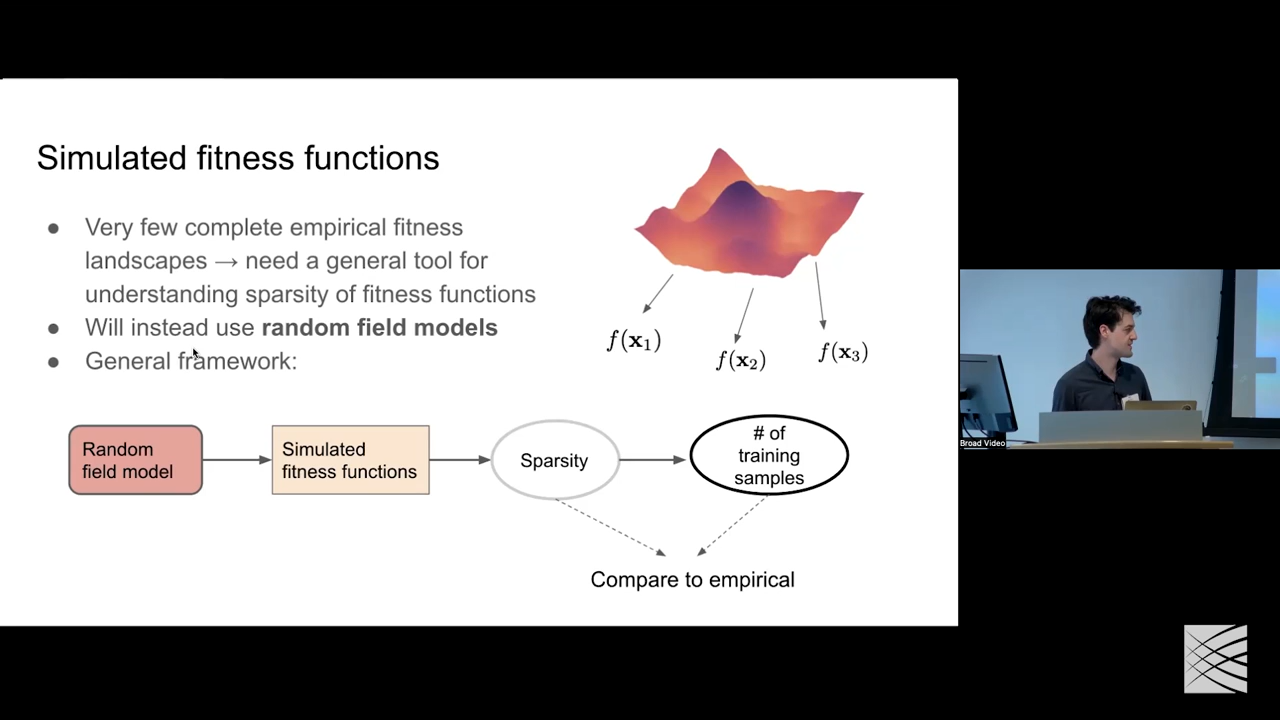 Simulated fitness functions
● Very few complete empirical fitness
landscapes → need a general tool for
understanding sparsity of fitness functions
● Will instead use random field models
● General framework:
f(x₁)
f(x₂)
f(x₃)
Random
field model
Simulated
fitness functions
Sparsity
# of
training
samples
Compare to empirical
Broad Video